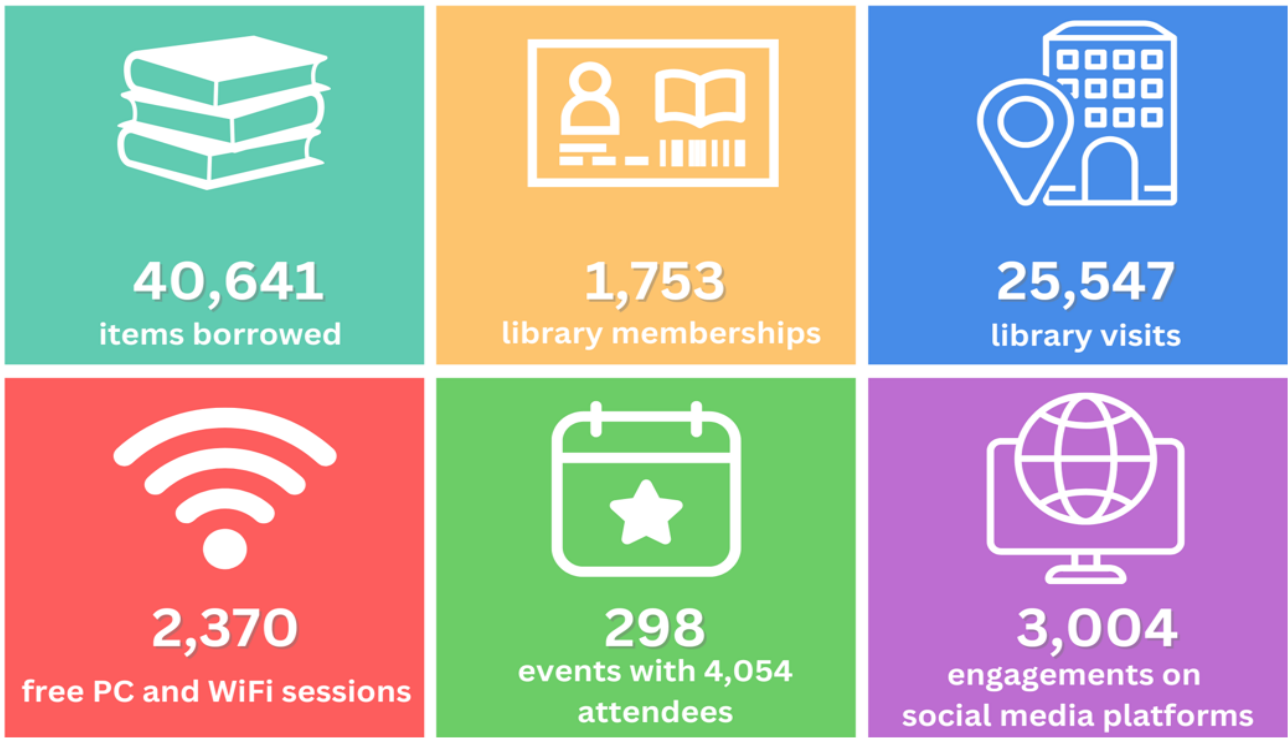 40,641
items borrowed
1,753
library memberships
25,547
library visits
2,370
free PC and WiFi sessions
298
events with 4,054
attendees
3,004
engagements on
social media platforms